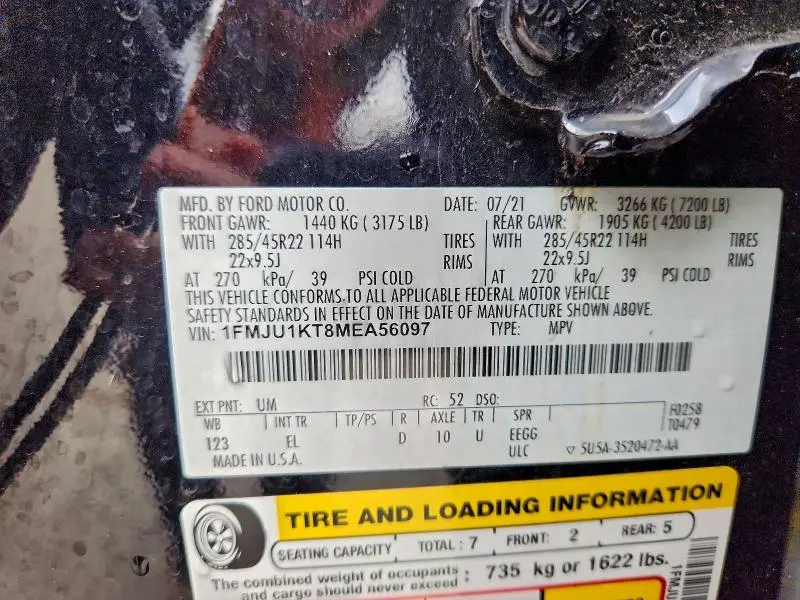 MFD. BY FORD MOTOR CO. DATE: 07/21 GVWR: 3266 KG ( 7200 LB)
FRONT GAWR: 1440 KG ( 3175 LB) REAR GAWR: 1905 KG ( 4200 LB)
WITH 285/45R22 114H TIRES WITH 285/45R22 114H TIRES
22x9.5J RIMS 22x9.5J RIMS
AT 270 kPa/ 39 PSI COLD AT 270 kPa/ 39 PSI COLD
THIS VEHICLE CONFORMS TO ALL APPLICABLE FEDERAL MOTOR VEHICLE
SAFETY STANDARDS IN EFFECT ON THE DATE OF MANUFACTURE SHOWN ABOVE.
VIN: 1FMJU1KT8MEA56097 TYPE: MPV
EXT PNT: UM RC: 52 DSO:
WB INT TR TP/PS R AXLE TR SPR F0258
123 EL D 10 U EEGG T0479
ULC
MADE IN U.S.A. ▽ 5U5A-3520472-AA
TIRE AND LOADING INFORMATION
SEATING CAPACITY TOTAL : 7 FRONT: 2 REAR: 5
The combined weight of occupants
and cargo should never exceed : 735 kg or 1622 lbs.
1FMJU